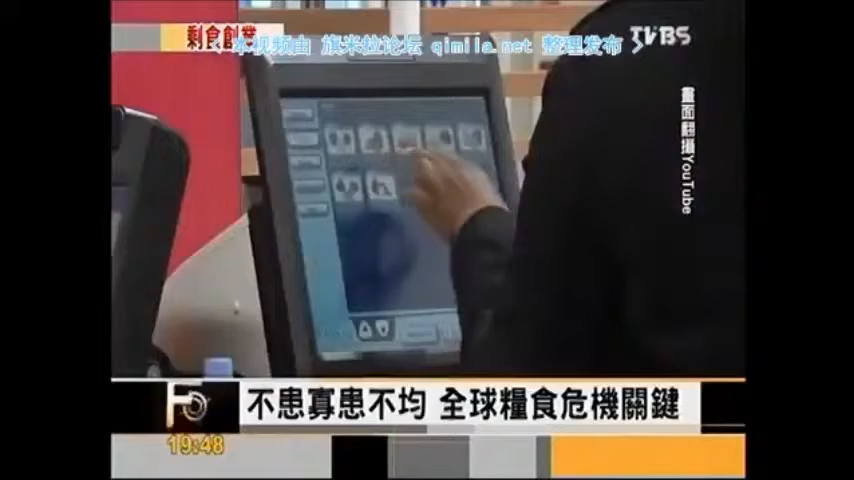 剩食創業
< 本视频由 旗米拉论坛 qimila.net 整理发布 >
TVBS
畫面翻攝YouTube
不患寡患不均 全球糧食危機關鍵
19:48